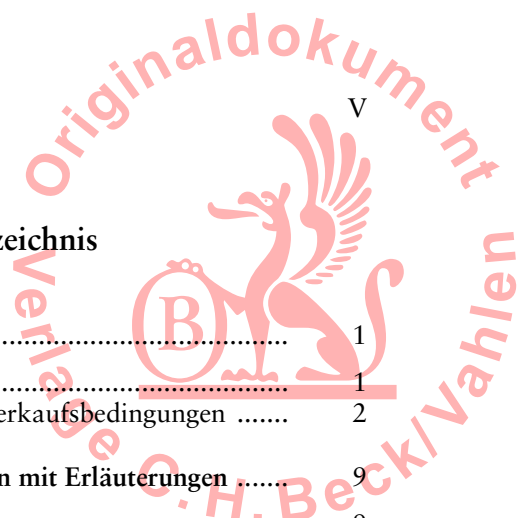 Originaldokument
V
zeichnis
........................................ 1
........................................ 1
erkaufsbedingungen ....... 2
n mit Erläuterungen ....... 9
B
Verlage C.H.Beck/Vahlen